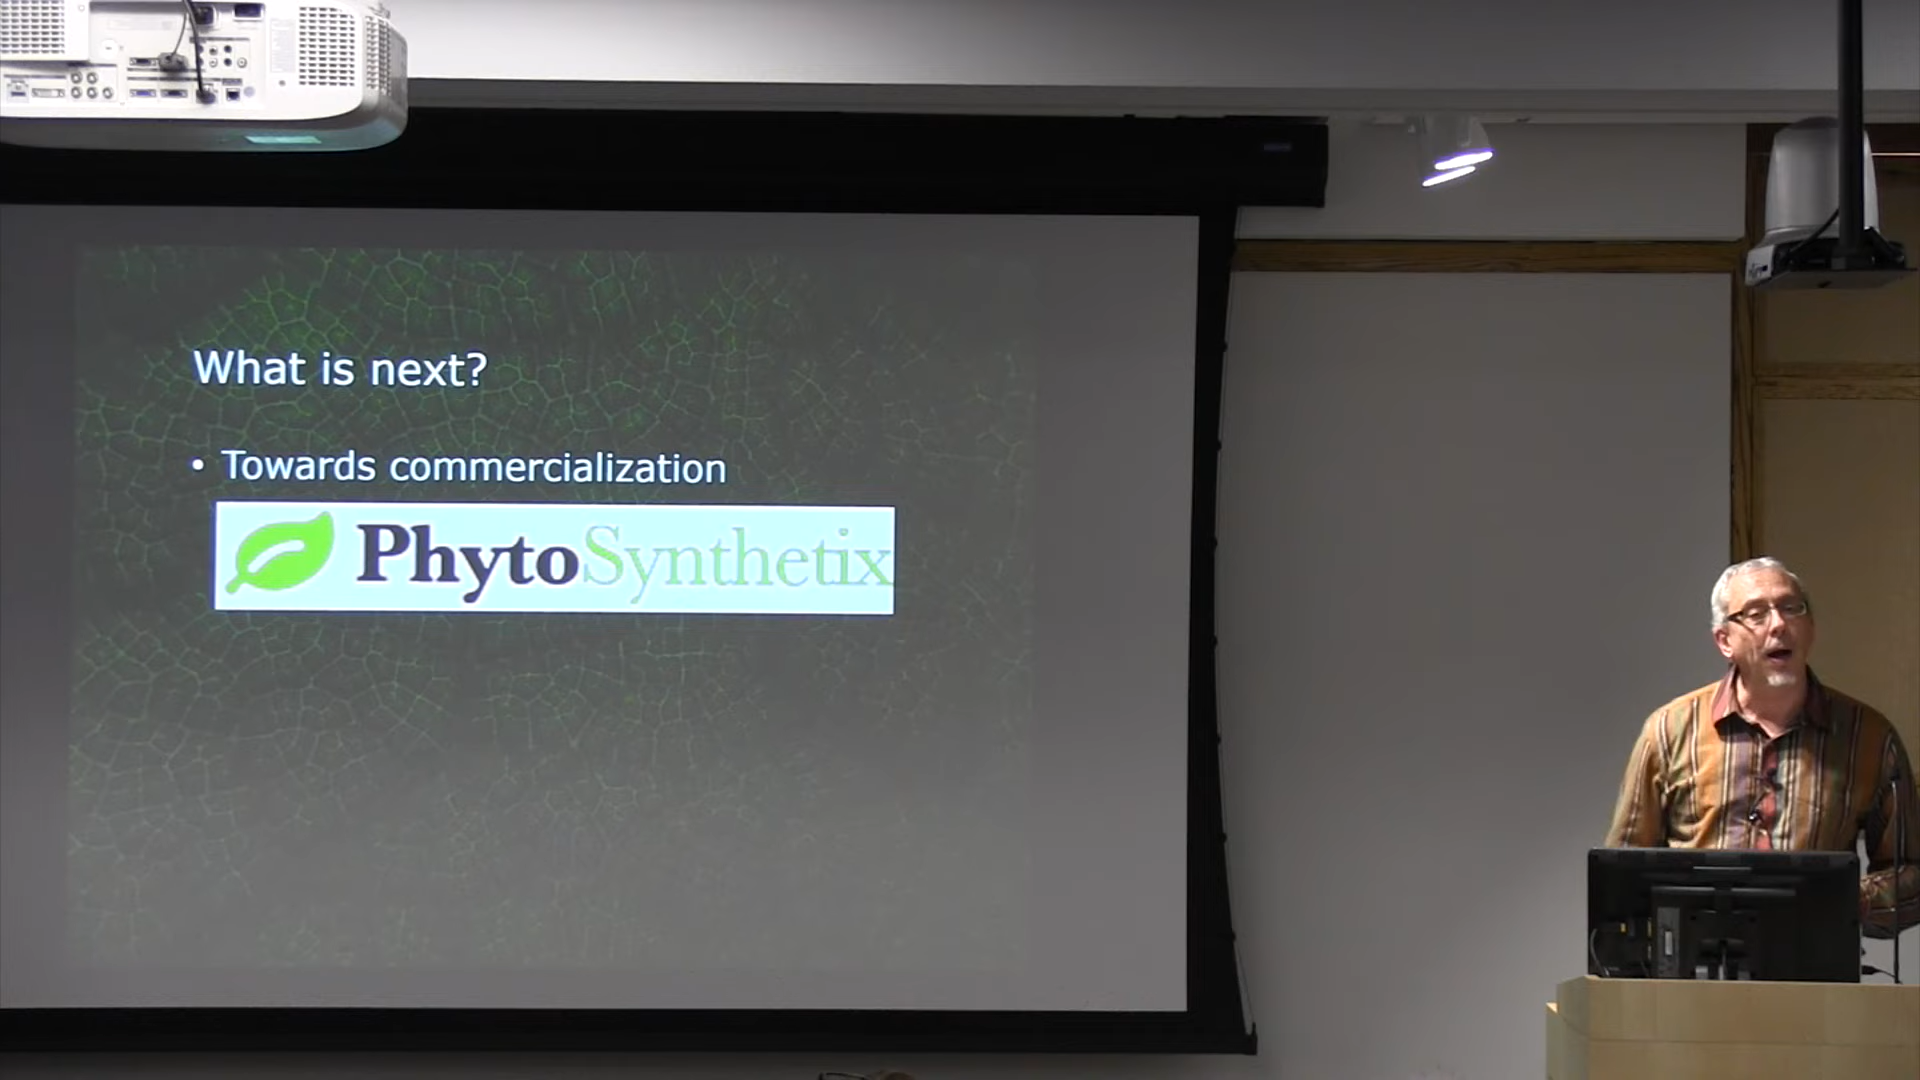 What is next?
• Towards commercialization
PhytoSynthetix